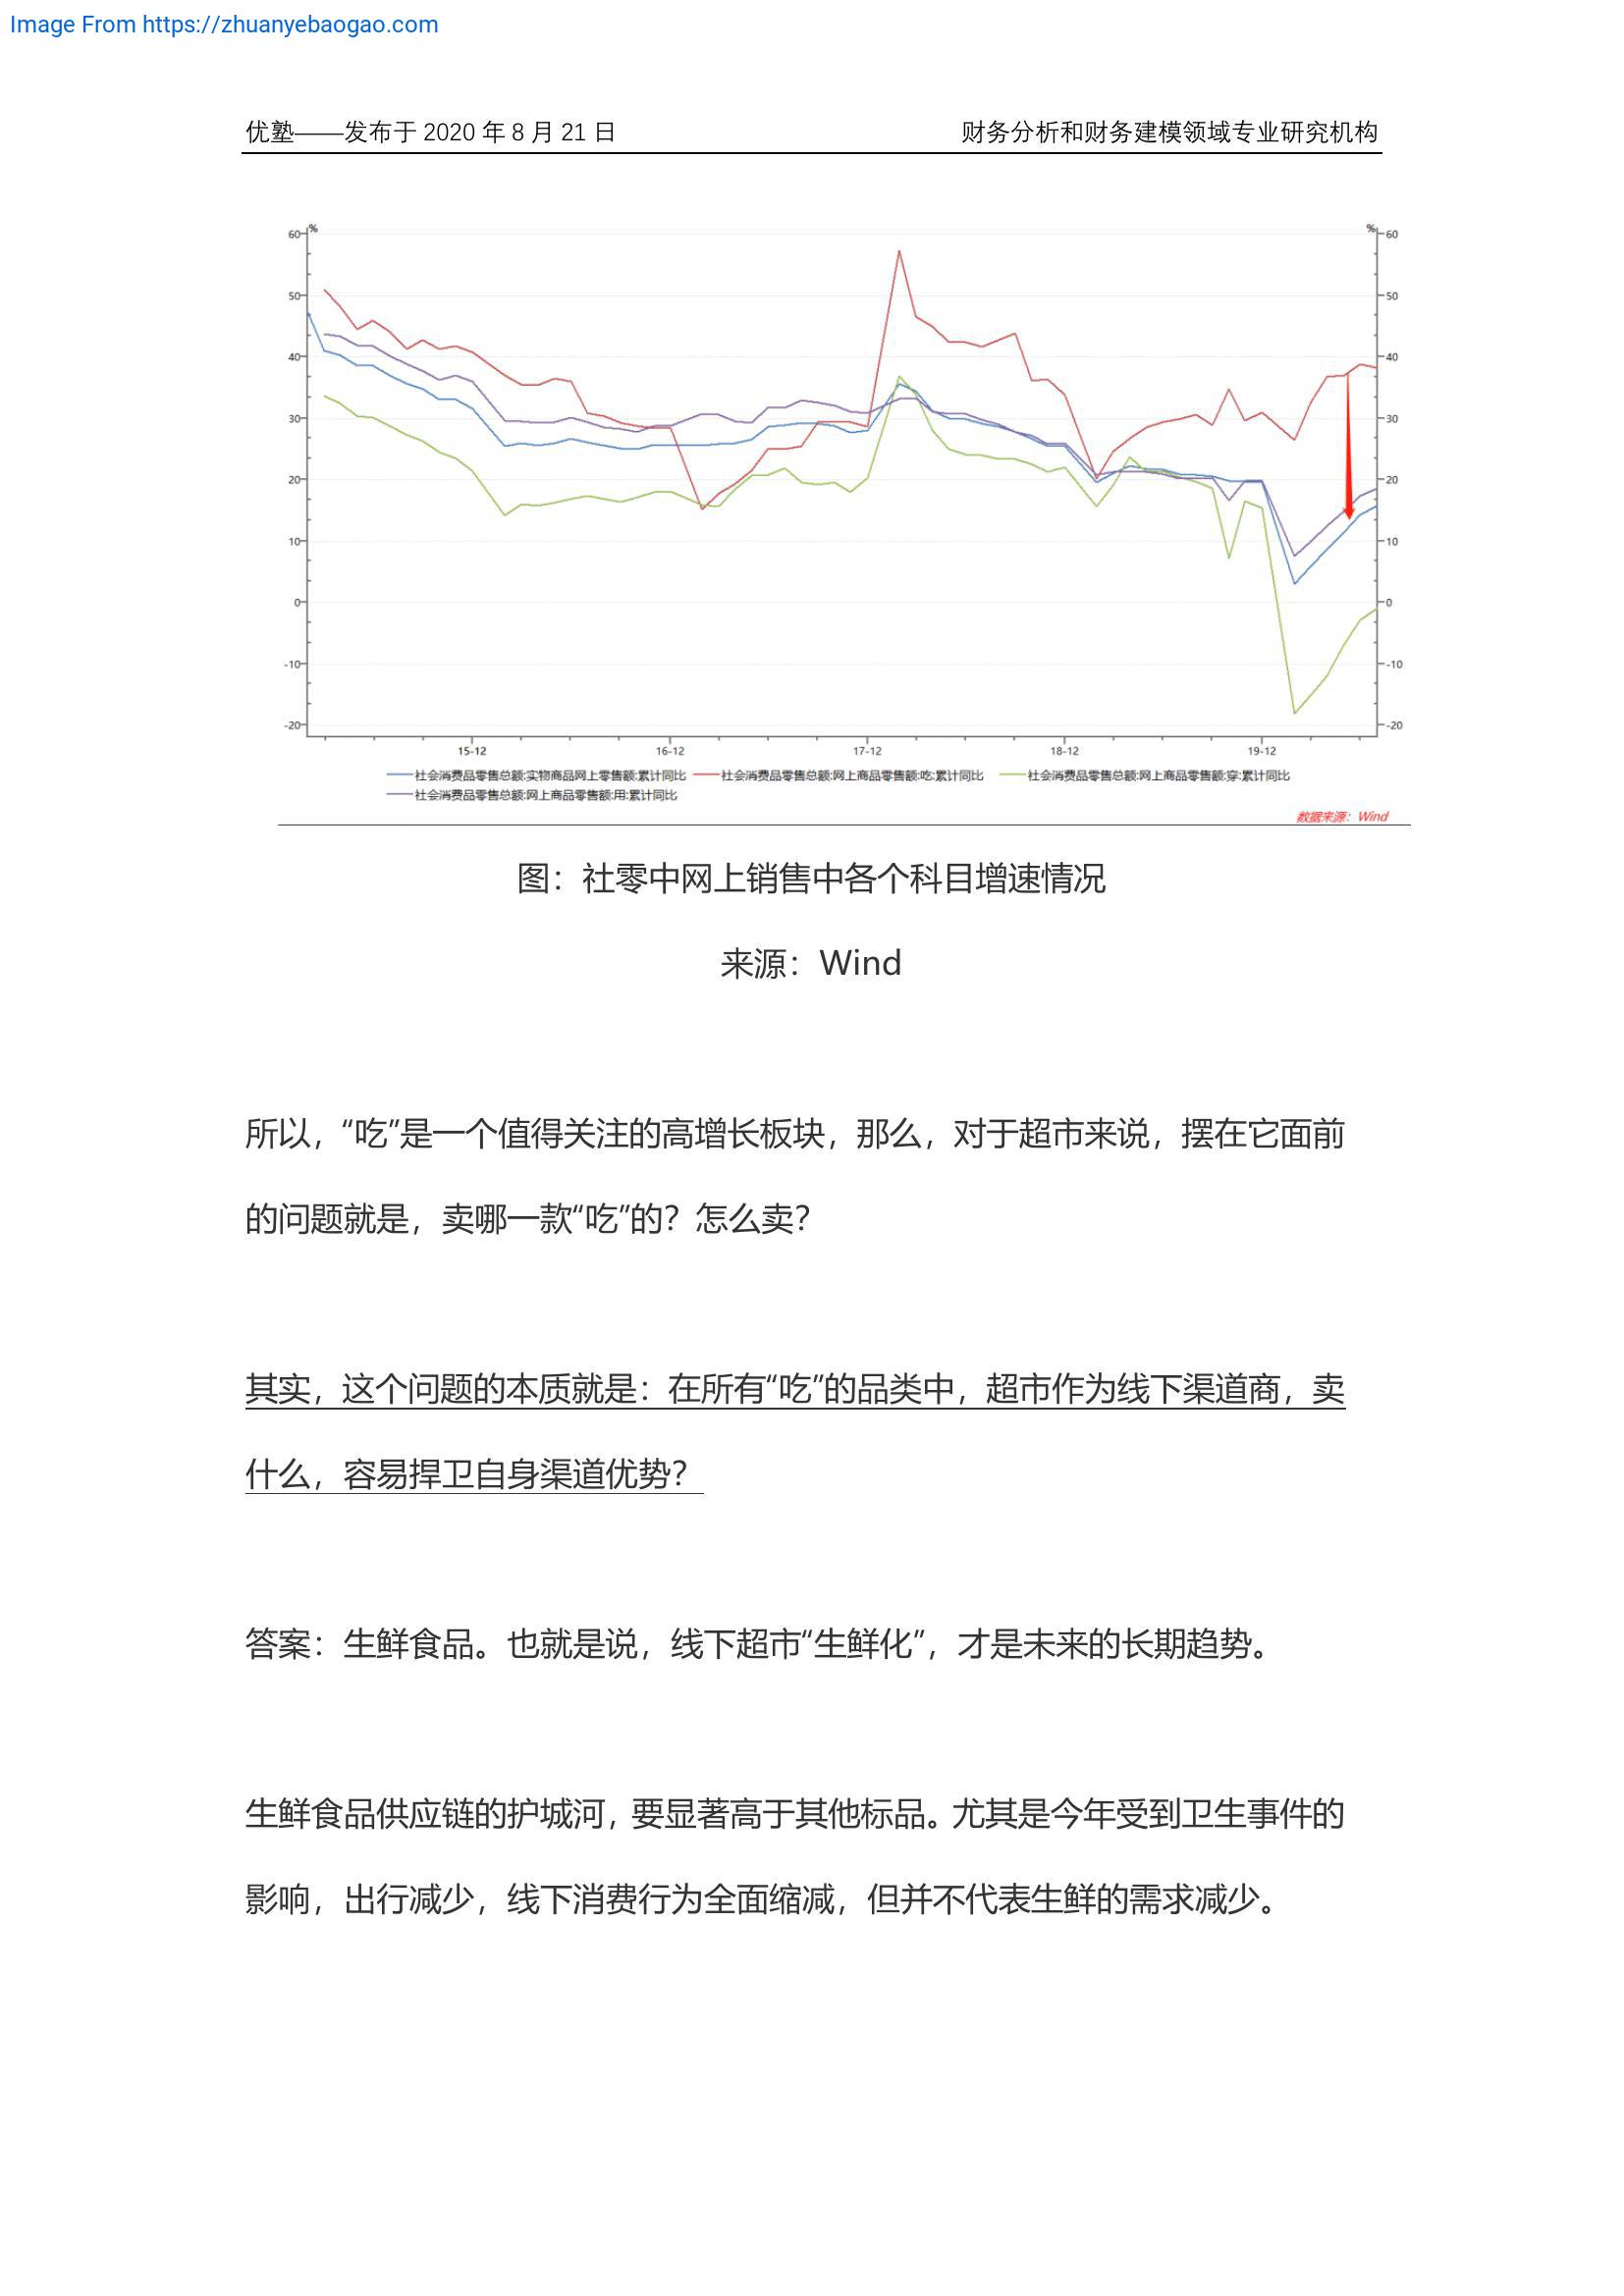 Image From https://zhuanyebaogao.com
优塾——发布于 2020 年 8 月 21 日
财务分析和财务建模领域专业研究机构
% %
60 60
50 50
40 40
30 30
20 20
10 10
0 0
-10 -10
-20 -20
15-12 16-12 17-12 18-12 19-12
社会消费品零售总额:实物商品网上零售额:累计同比 社会消费品零售总额:网上商品零售额:吃:累计同比 社会消费品零售总额:网上商品零售额:穿:累计同比
社会消费品零售总额:网上商品零售额:用:累计同比
数据来源：Wind
图：社零中网上销售中各个科目增速情况
来源：Wind
所以，“吃”是一个值得关注的高增长板块，那么，对于超市来说，摆在它面前
的问题就是，卖哪一款“吃”的？怎么卖？
其实，这个问题的本质就是：在所有“吃”的品类中，超市作为线下渠道商，卖
什么，容易捍卫自身渠道优势？
答案：生鲜食品。也就是说，线下超市“生鲜化”，才是未来的长期趋势。
生鲜食品供应链的护城河，要显著高于其他标品。尤其是今年受到卫生事件的
影响，出行减少，线下消费行为全面缩减，但并不代表生鲜的需求减少。